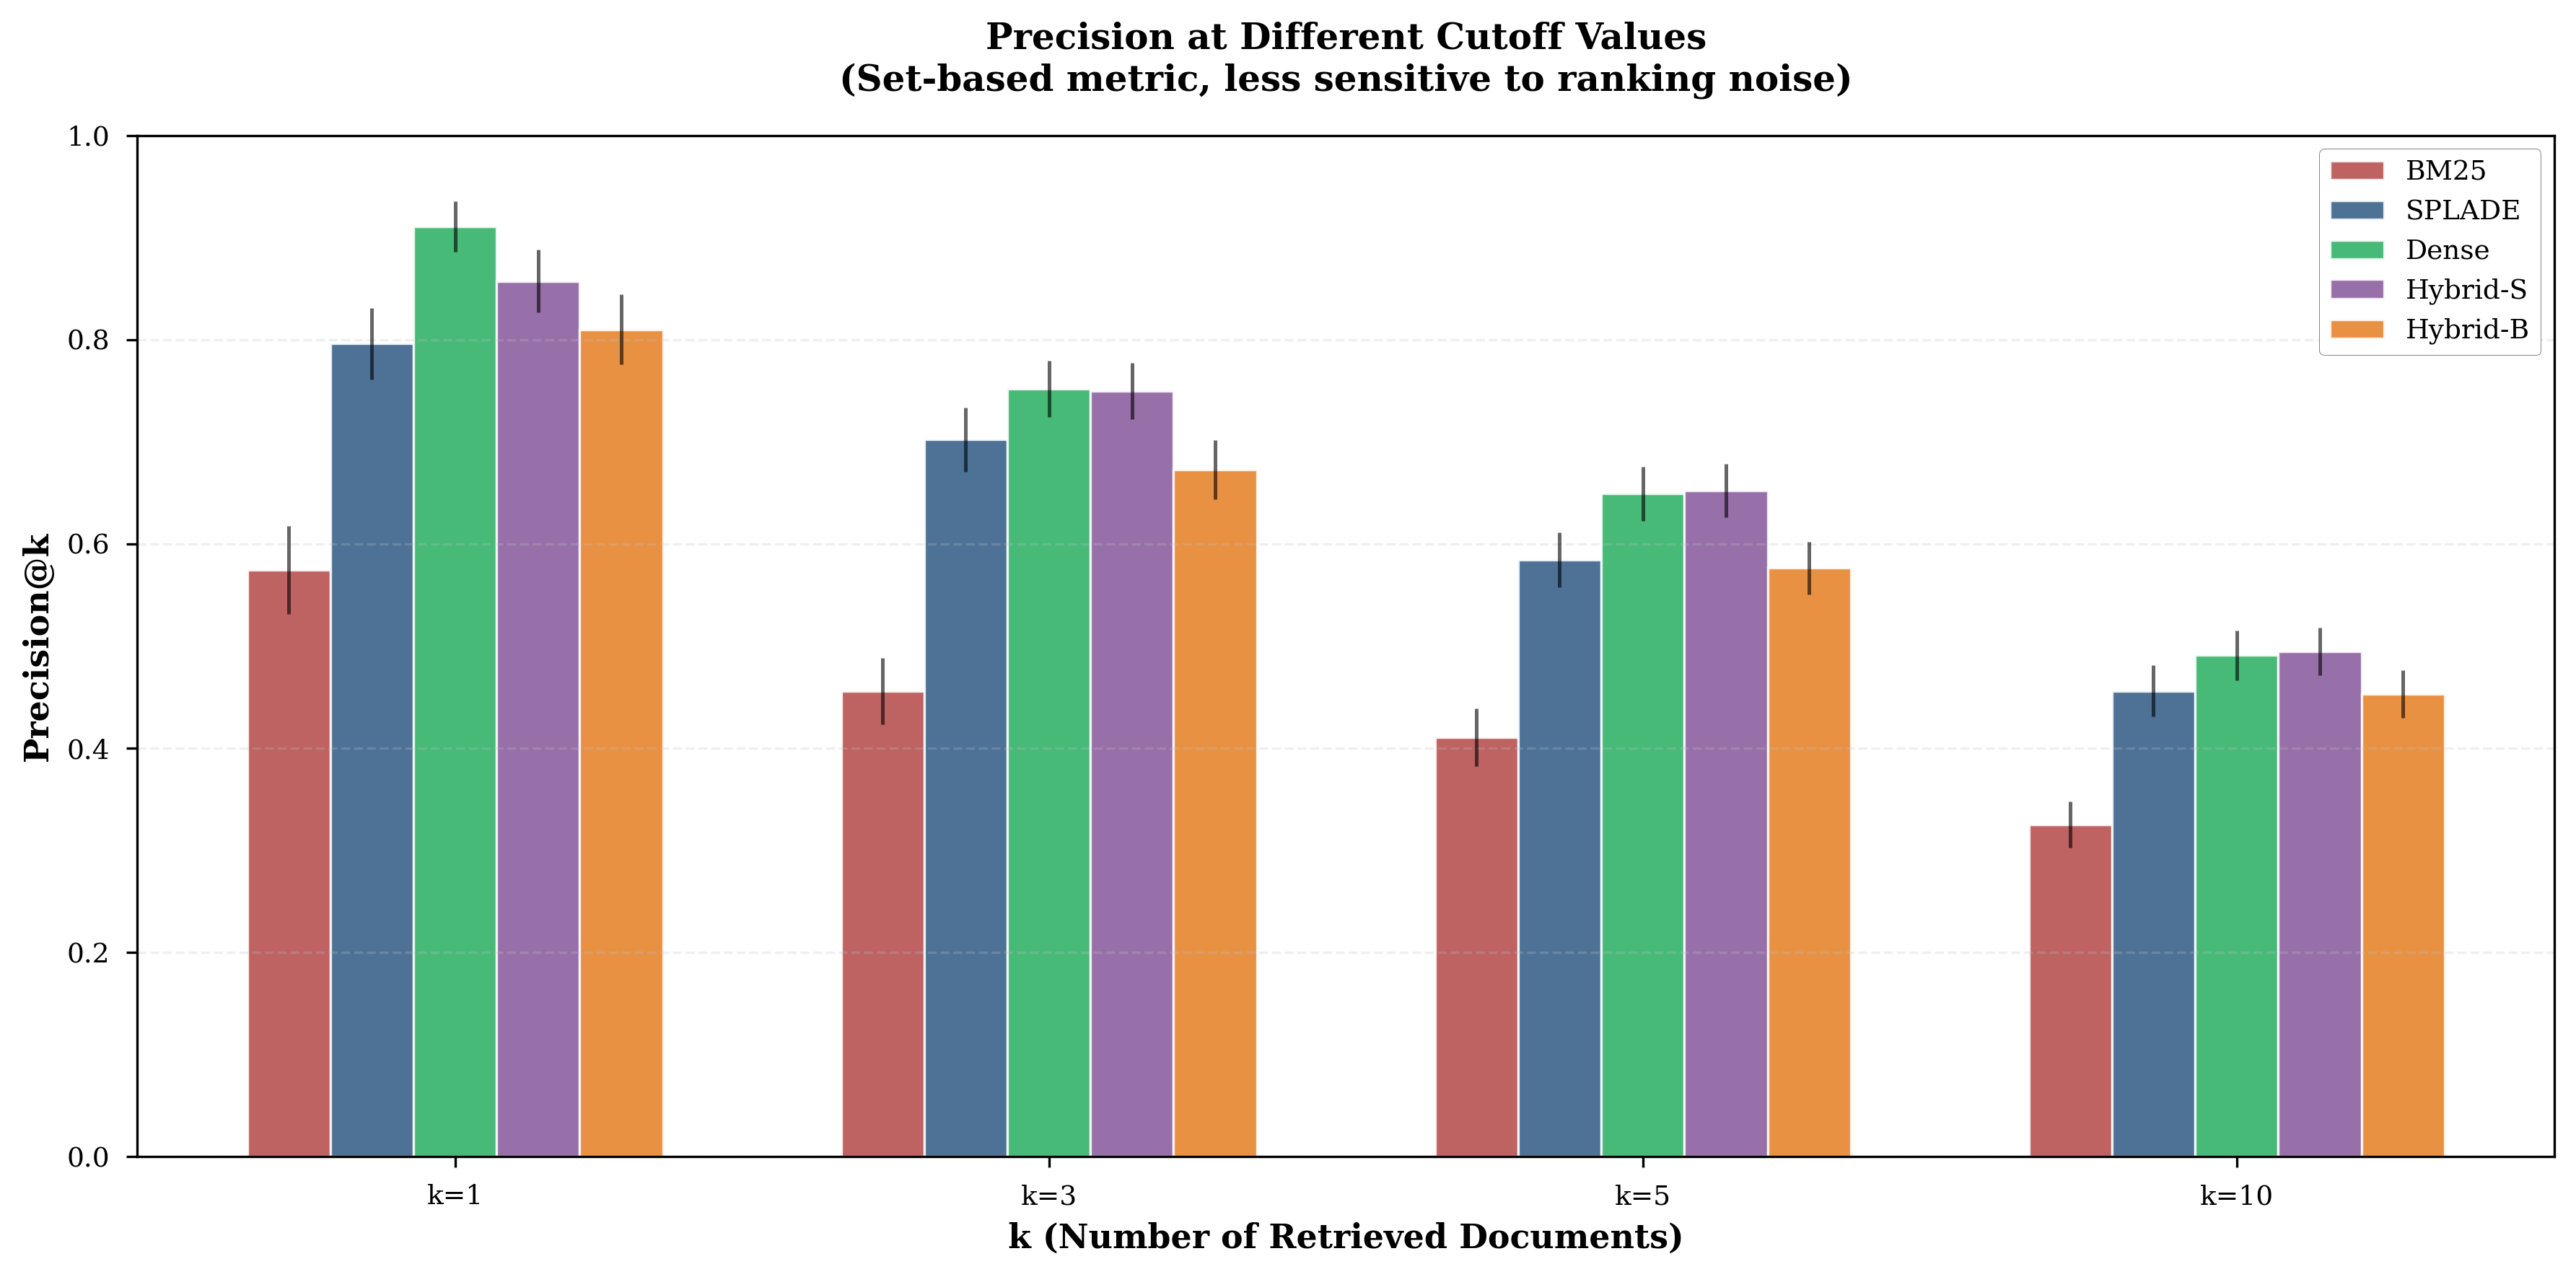 Precision at Different Cutoff Values
(Set-based metric, less sensitive to ranking noise)
1.0
0.8
0.6
0.4
0.2
0.0
Precision@k
BM25
SPLADE
Dense
Hybrid-S
Hybrid-B
k=1
k=3
k=5
k=10
k (Number of Retrieved Documents)